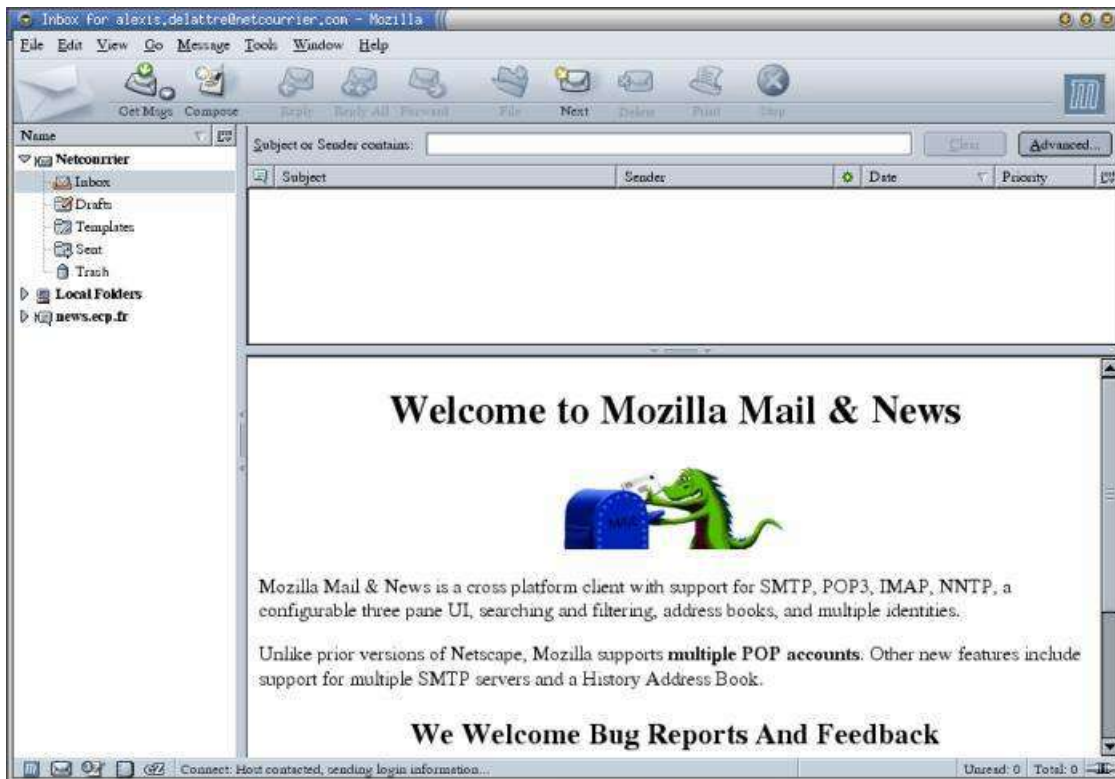 Inbox for alexis.delattre@netcourrier.com - Mozilla
File Edit View Go Message Tools Window Help
Get Msgs Compose Reply Reply All Forward File Next Delete Print Stop
Name
Subject or Sender contains: Clear Advanced...
Netcourrier
Subject Sender Date Priority
Inbox
Drafts
Templates
Sent
Trash
Local Folders
news.ecp.fr
Welcome to Mozilla Mail & News
MAIL
Mozilla Mail & News is a cross platform client with support for SMTP, POP3, IMAP, NNTP, a
configurable three pane UI, searching and filtering, address books, and multiple identities.
Unlike prior versions of Netscape, Mozilla supports multiple POP accounts. Other new features include
support for multiple SMTP servers and a History Address Book.
We Welcome Bug Reports And Feedback
Connect: Host contacted, sending login information...
Unread: 0 Total: 0